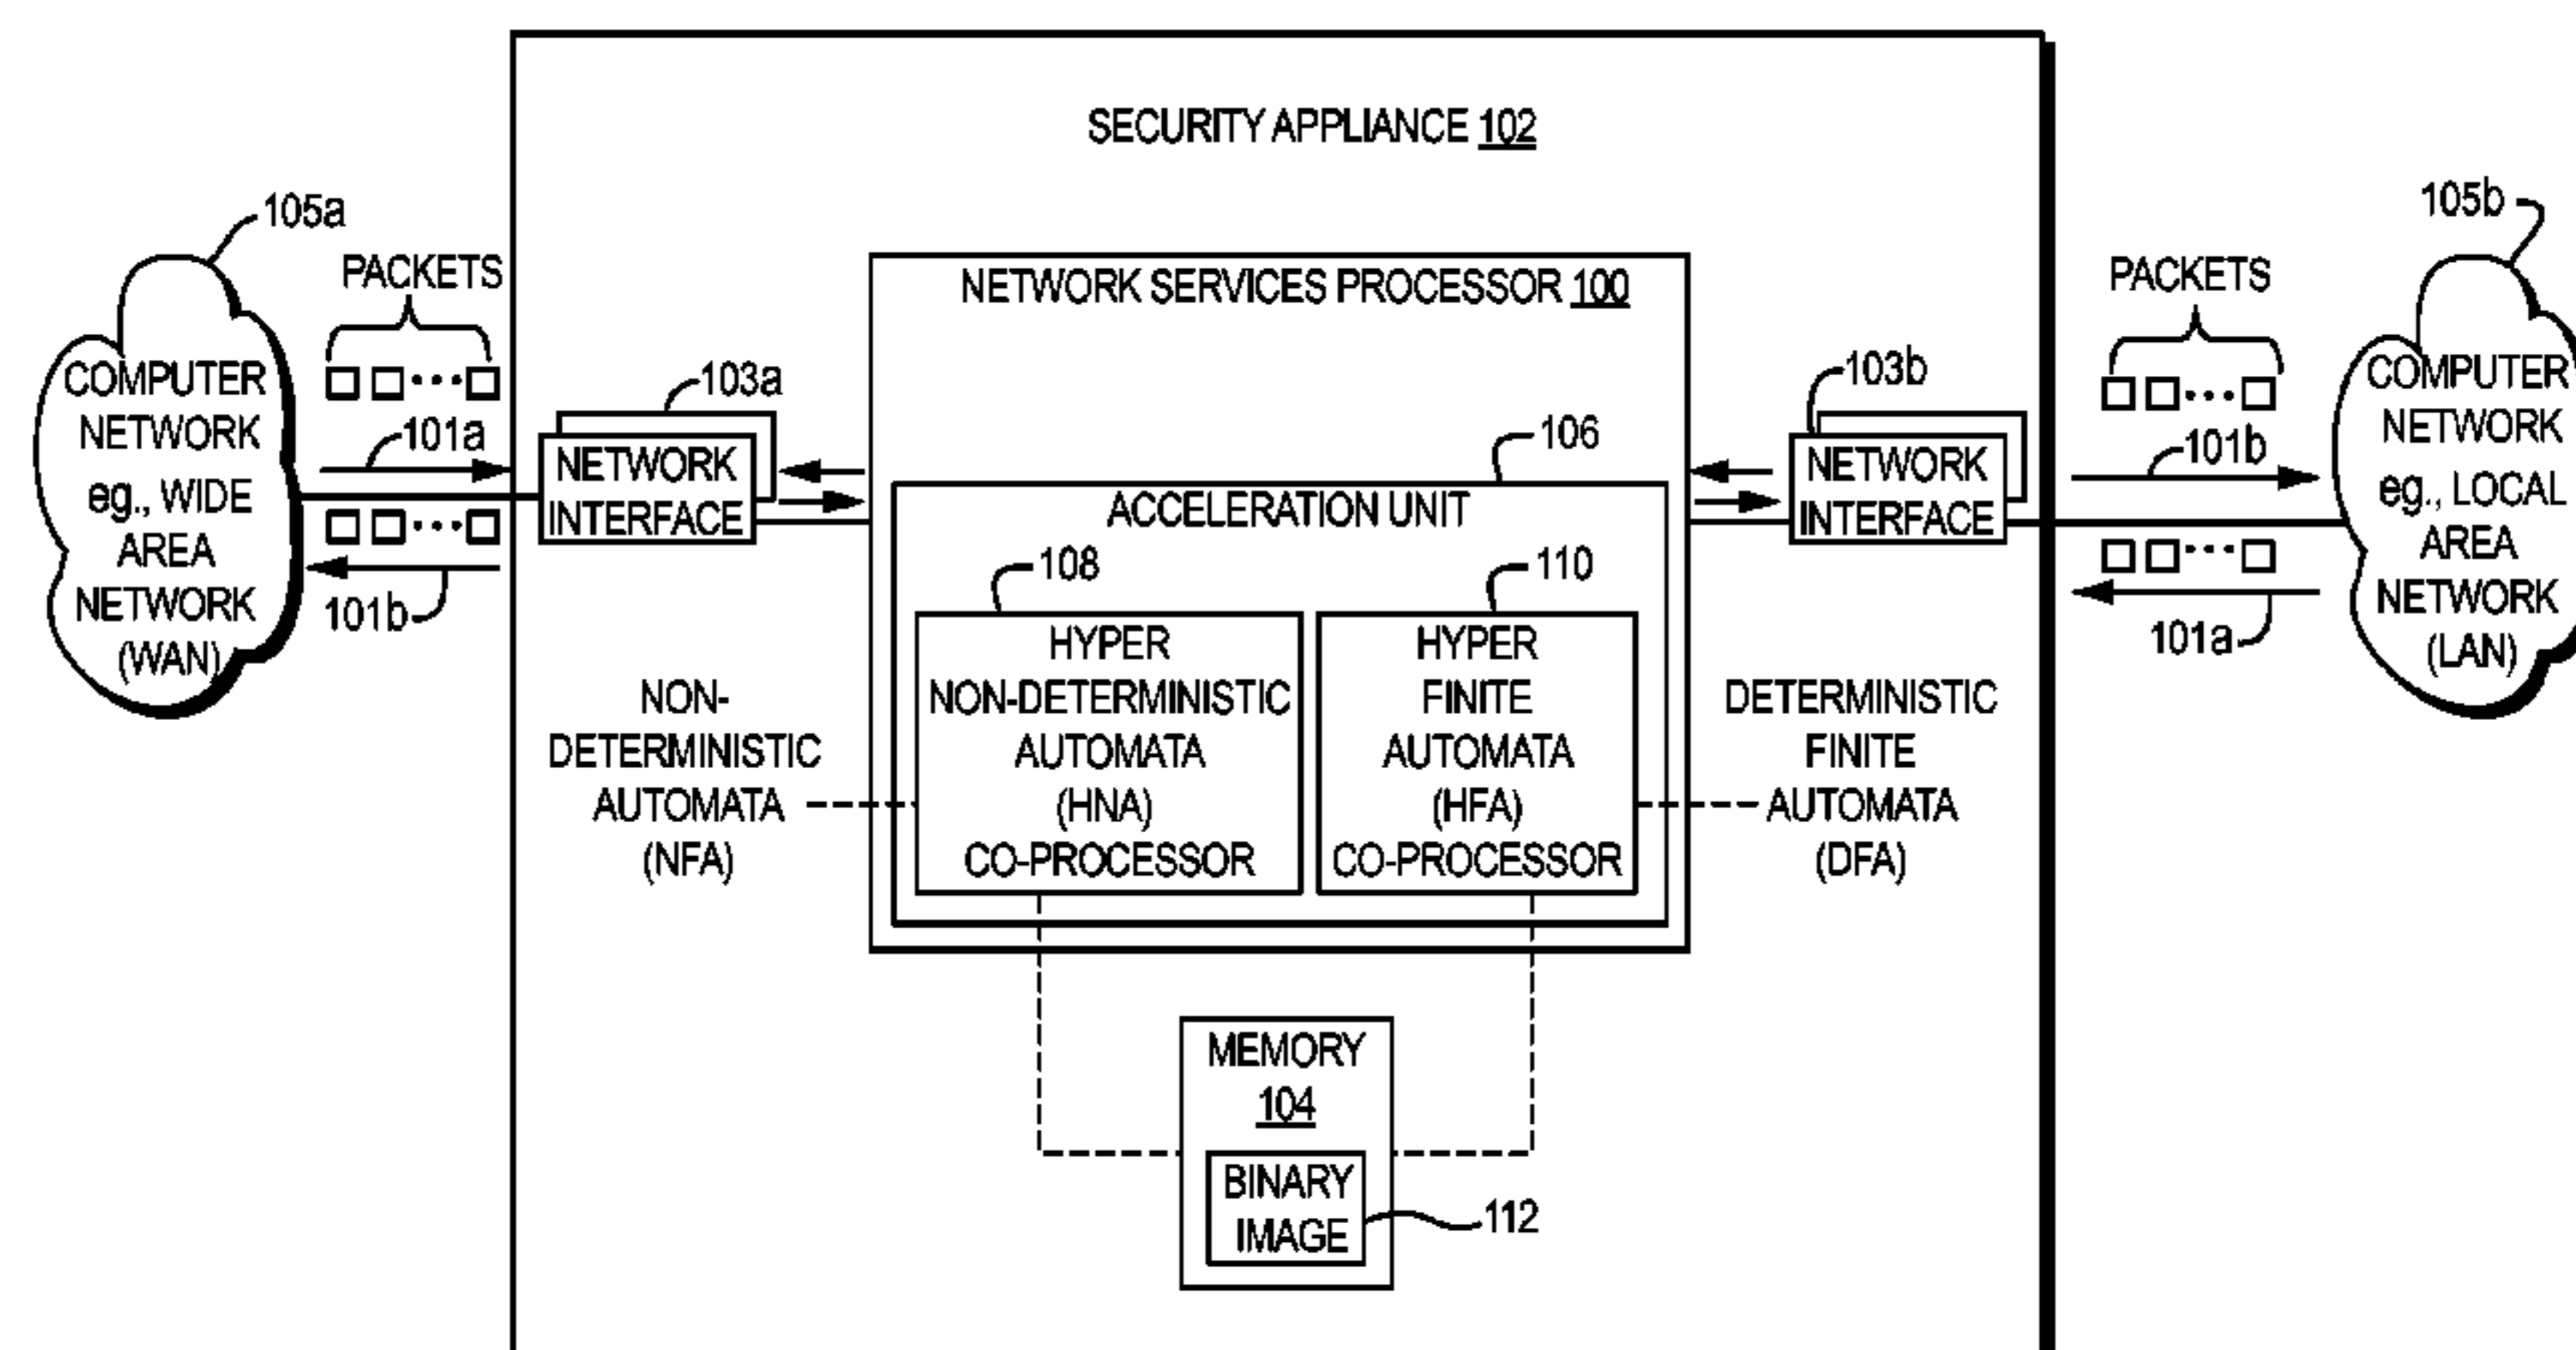 SECURITY APPLIANCE 102
105a
PACKETS
COMPUTER
NETWORK
eg., WIDE
AREA
NETWORK
(WAN)
101a
101b
103a
NETWORK
INTERFACE
NETWORK SERVICES PROCESSOR 100
106
ACCELERATION UNIT
108
HYPER
NON-DETERMINISTIC
AUTOMATA
(HNA)
CO-PROCESSOR
110
HYPER
FINITE
AUTOMATA
(HFA)
CO-PROCESSOR
NON-
DETERMINISTIC
AUTOMATA
(NFA)
DETERMINISTIC
FINITE
AUTOMATA
(DFA)
103b
NETWORK
INTERFACE
MEMORY
104
BINARY
IMAGE
112
PACKETS
101b
101a
105b
COMPUTER
NETWORK
eg., LOCAL
AREA
NETWORK
(LAN)